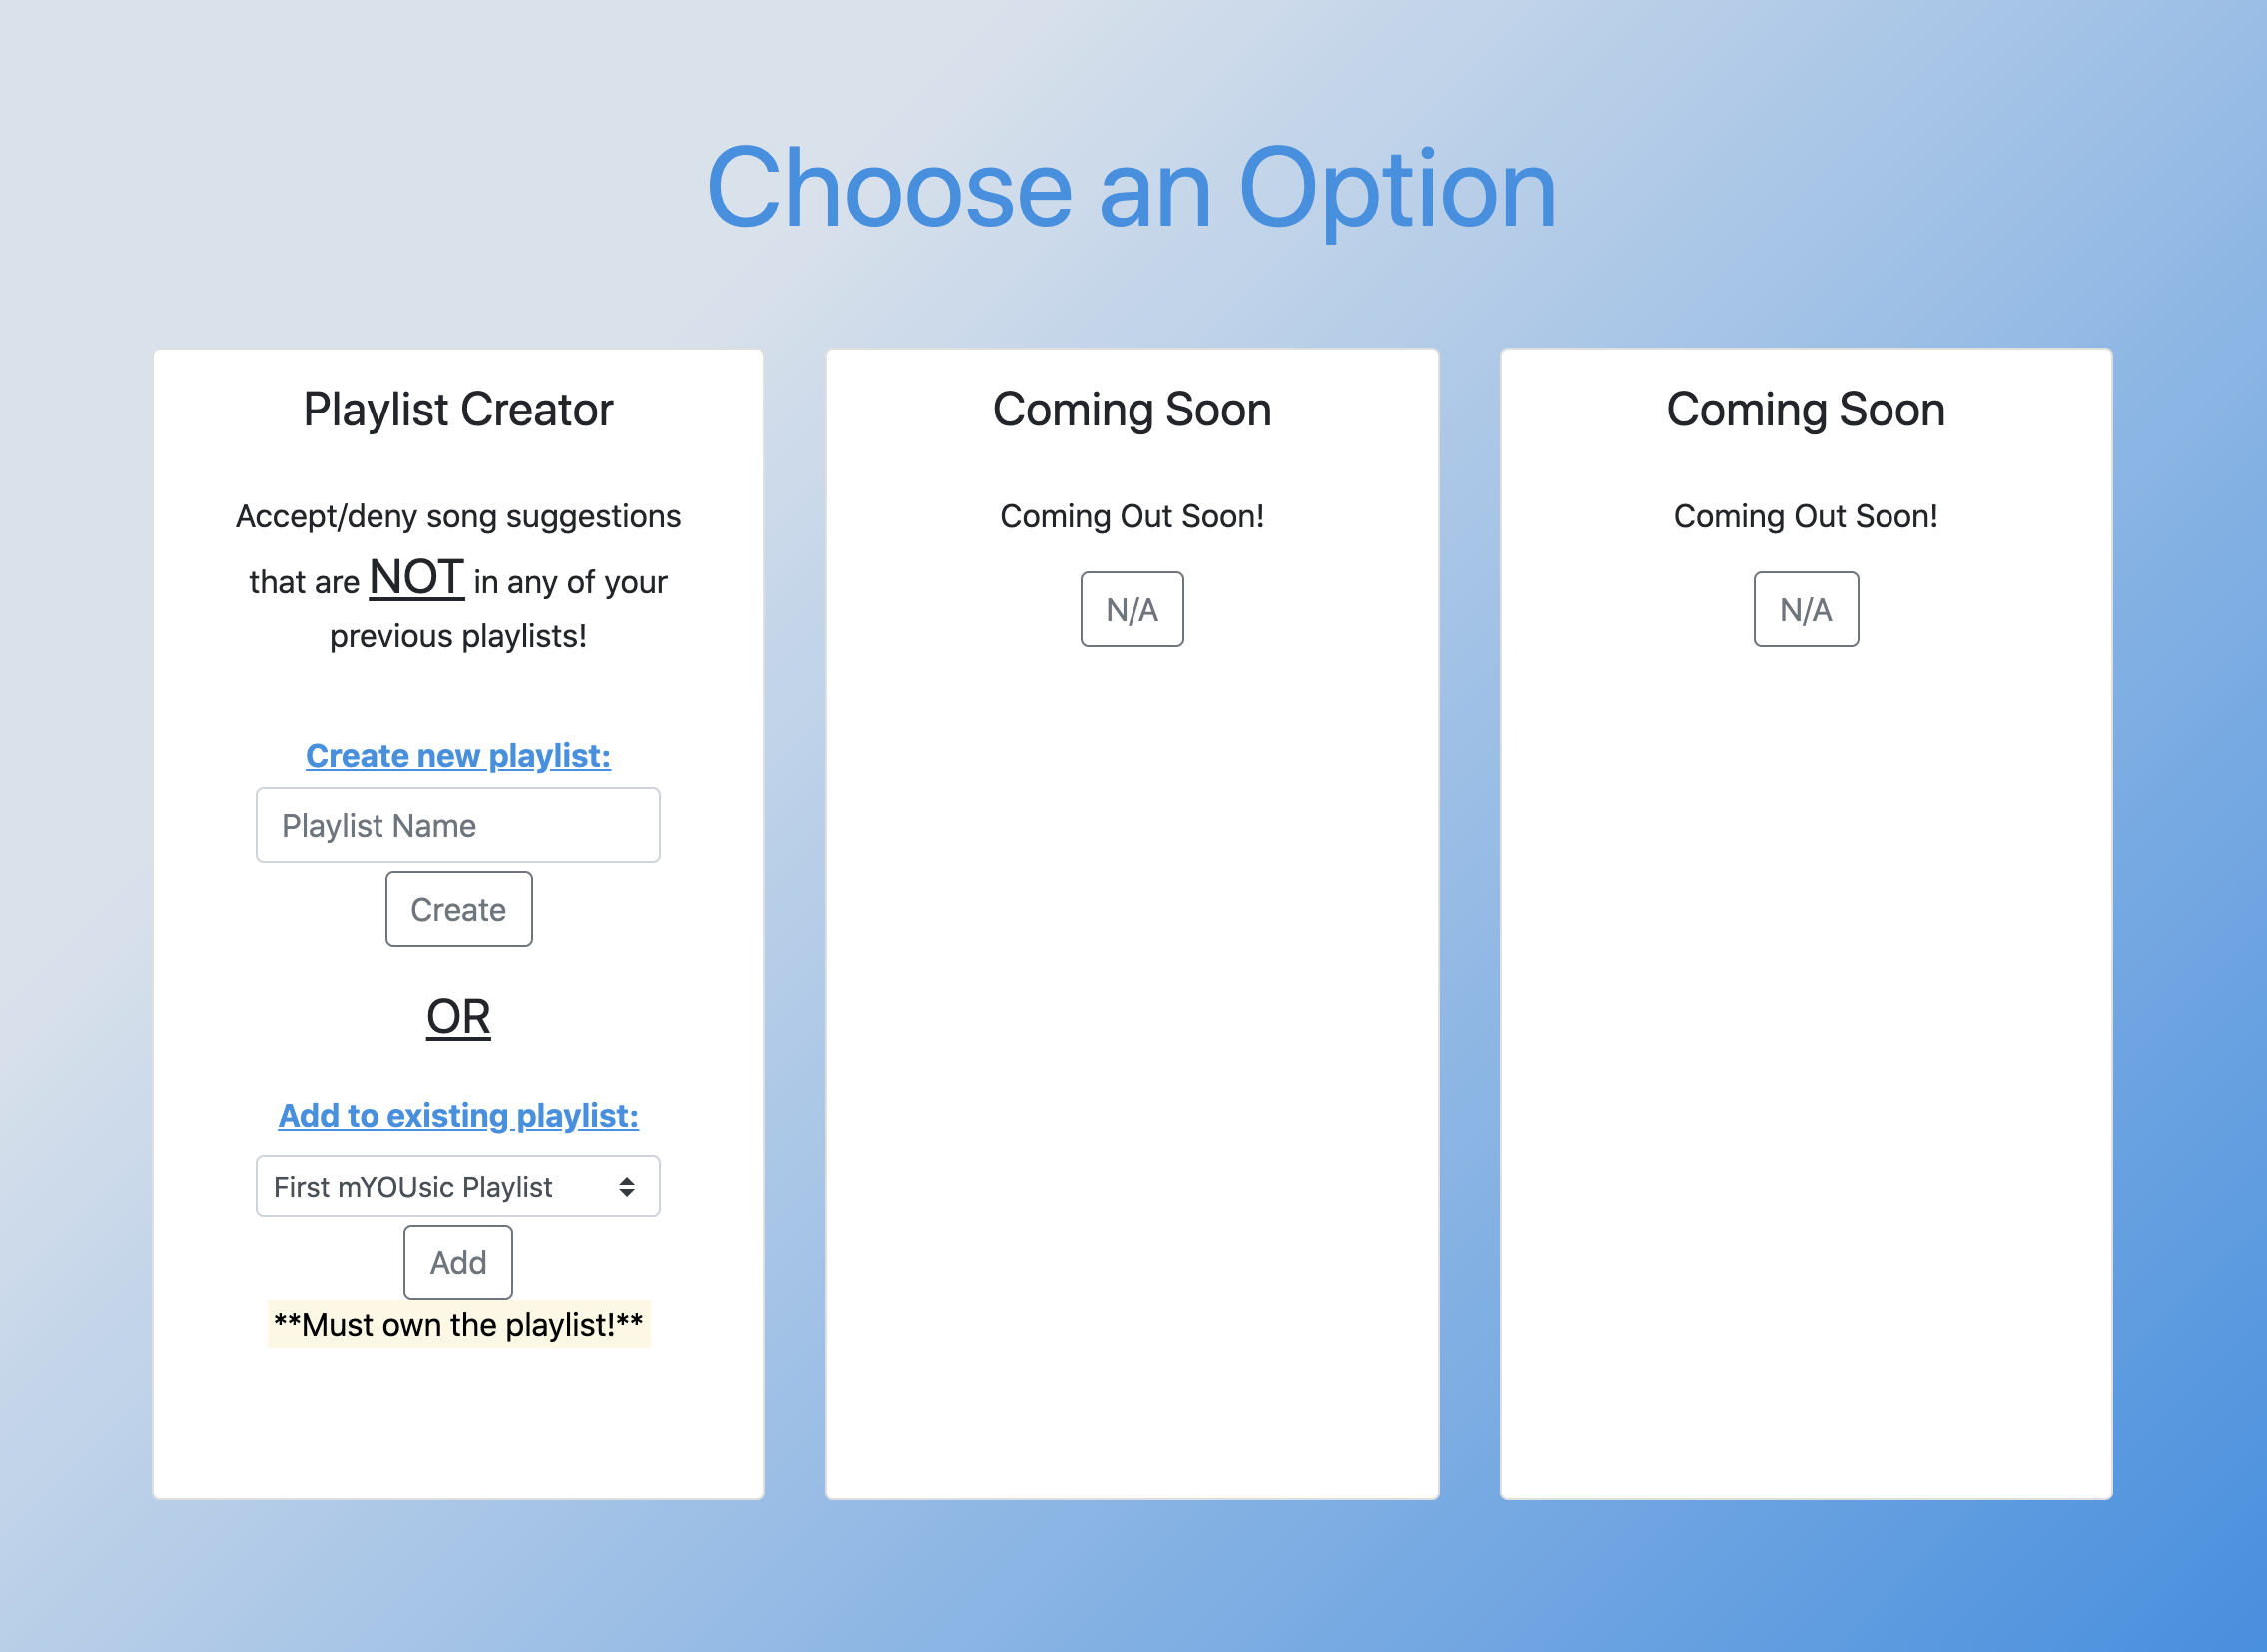 Choose an Option
Playlist Creator
Accept/deny song suggestions
that are NOT in any of your
previous playlists!
Create new playlist:
Playlist Name
Create
OR
Add to existing playlist:
First mYOUsic Playlist
Add
**Must own the playlist!**
Coming Soon
Coming Out Soon!
N/A
Coming Soon
Coming Out Soon!
N/A